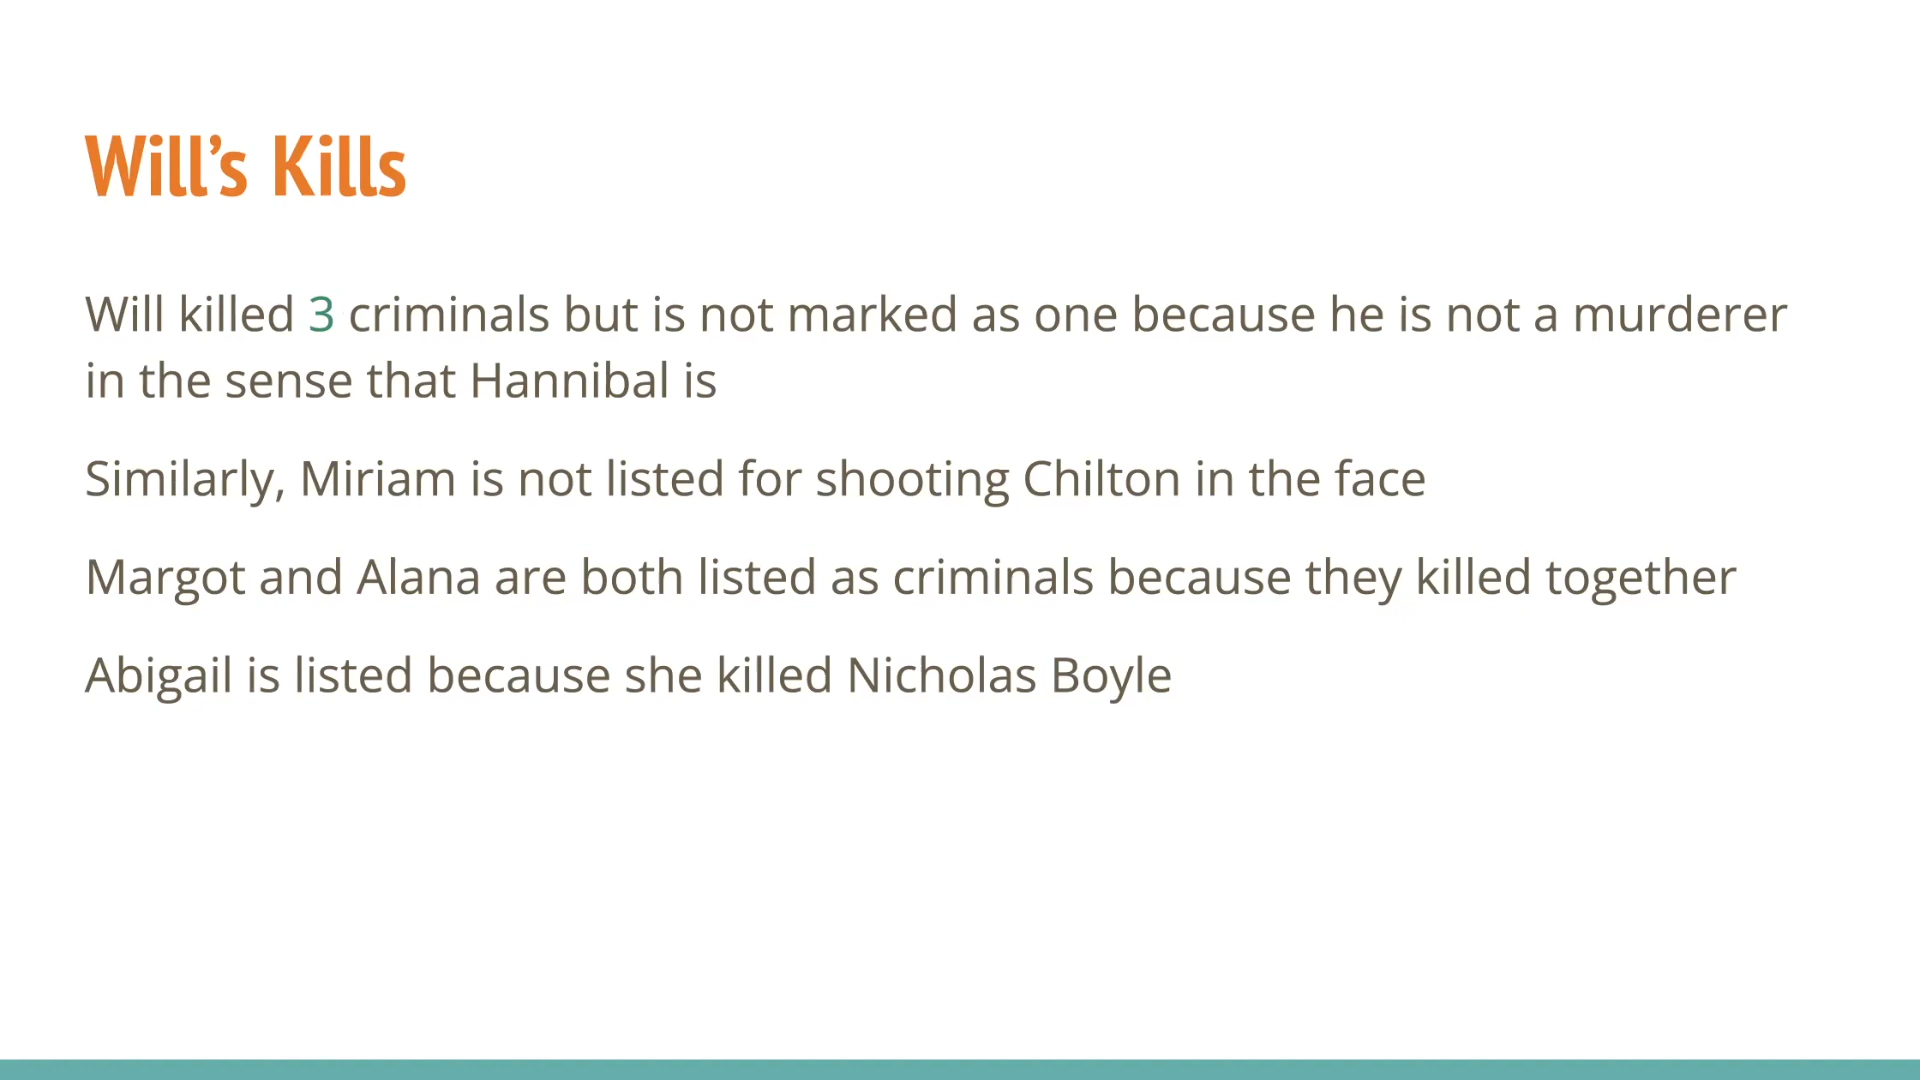 Will’s Kills
Will killed 3 criminals but is not marked as one because he is not a murderer
in the sense that Hannibal is
Similarly, Miriam is not listed for shooting Chilton in the face
Margot and Alana are both listed as criminals because they killed together
Abigail is listed because she killed Nicholas Boyle